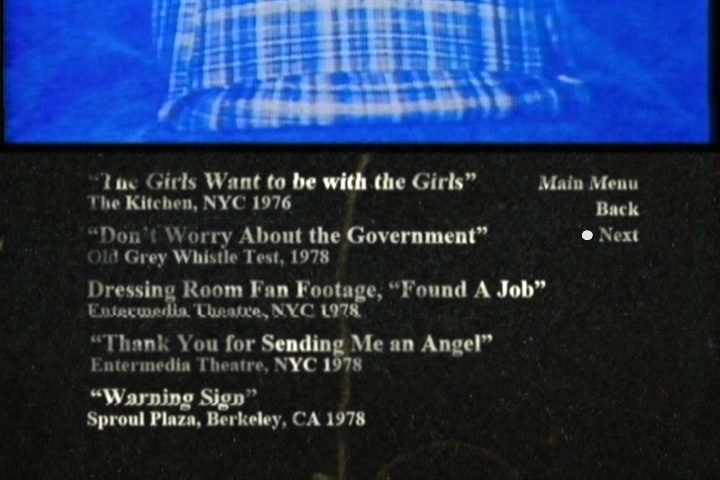 "The Girls Want to be with the Girls"
The Kitchen, NYC 1976
"Don't Worry About the Government"
Old Grey Whistle Test, 1978
Dressing Room Fan Footage, "Found A Job"
Entermedia Theatre, NYC 1978
"Thank You for Sending Me an Angel"
Entermedia Theatre, NYC 1978
"Warning Sign"
Sproul Plaza, Berkeley, CA 1978
Main Menu
Back
Next